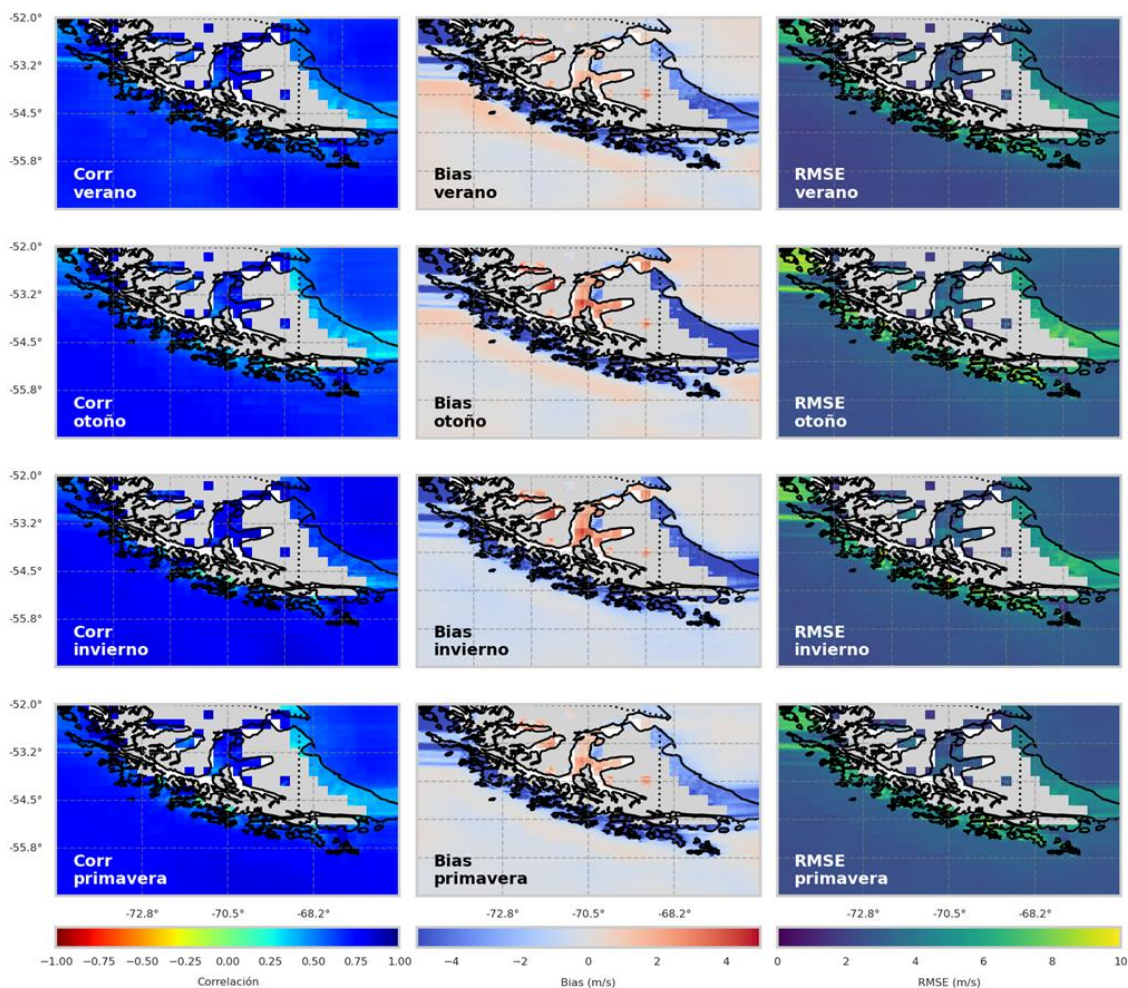 -52.0°
-53.2°
-54.5°
-55.8°
Corr
verano
Bias
verano
RMSE
verano
-52.0°
-53.2°
-54.5°
-55.8°
Corr
otoño
Bias
otoño
RMSE
otoño
-52.0°
-53.2°
-54.5°
-55.8°
Corr
invierno
Bias
invierno
RMSE
invierno
-52.0°
-53.2°
-54.5°
-55.8°
Corr
primavera
Bias
primavera
RMSE
primavera
-72.8° -70.5° -68.2° -72.8° -70.5° -68.2° -72.8° -70.5° -68.2°
−1.00 −0.75 −0.50 −0.25 0.00 0.25 0.50 0.75 1.00 −4 −2 0 2 4 0 2 4 6 8 10
Correlación Bias (m/s) RMSE (m/s)